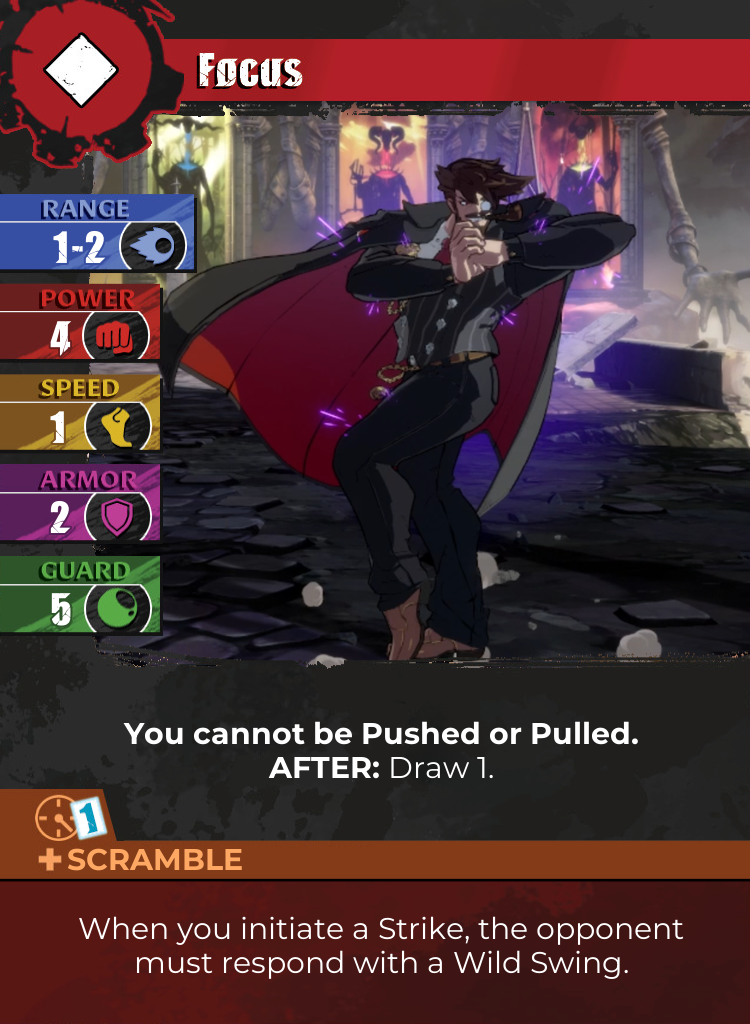 Focus
RANGE
1-2
POWER
4
SPEED
1
ARMOR
2
GUARD
5
You cannot be Pushed or Pulled.
AFTER: Draw 1.
1
+SCRAMBLE
When you initiate a Strike, the opponent
must respond with a Wild Swing.